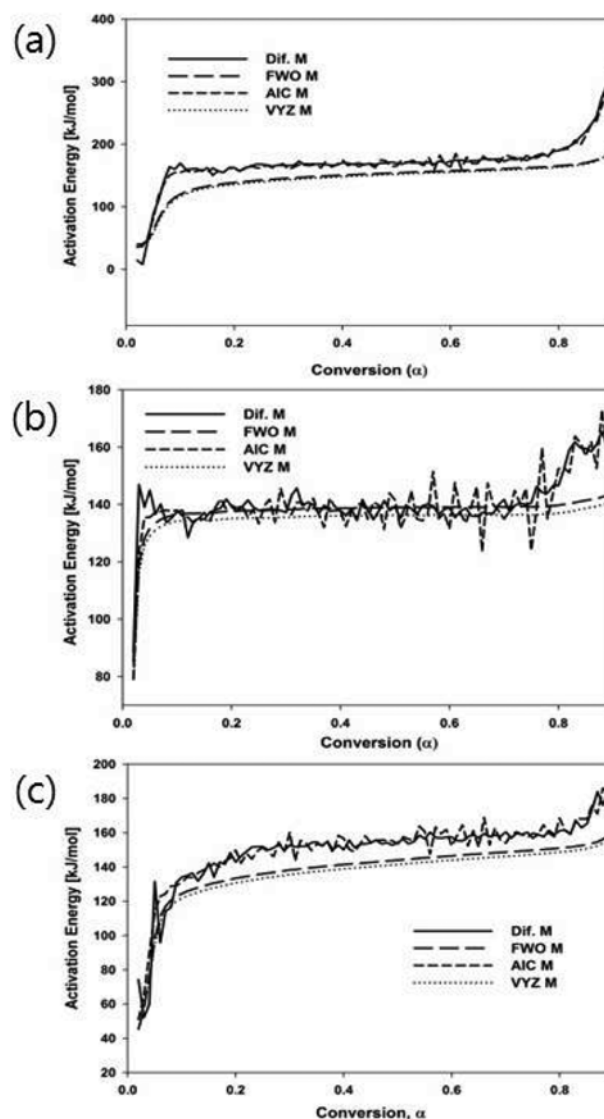 (a)
400
300
200
100
0
Activation Energy [kJ/mol]
Dif. M
FWO M
AIC M
VYZ M
0.0 0.2 0.4 0.6 0.8
Conversion (α)
(b)
180
160
140
120
100
80
Activation Energy [kJ/mol]
Dif. M
FWO M
AIC M
VYZ M
0.0 0.2 0.4 0.6 0.8
Conversion (α)
(c)
200
180
160
140
120
100
80
60
40
20
Activation Energy [kJ/mol]
Dif. M
FWO M
AIC M
VYZ M
0.0 0.2 0.4 0.6 0.8
Conversion, α